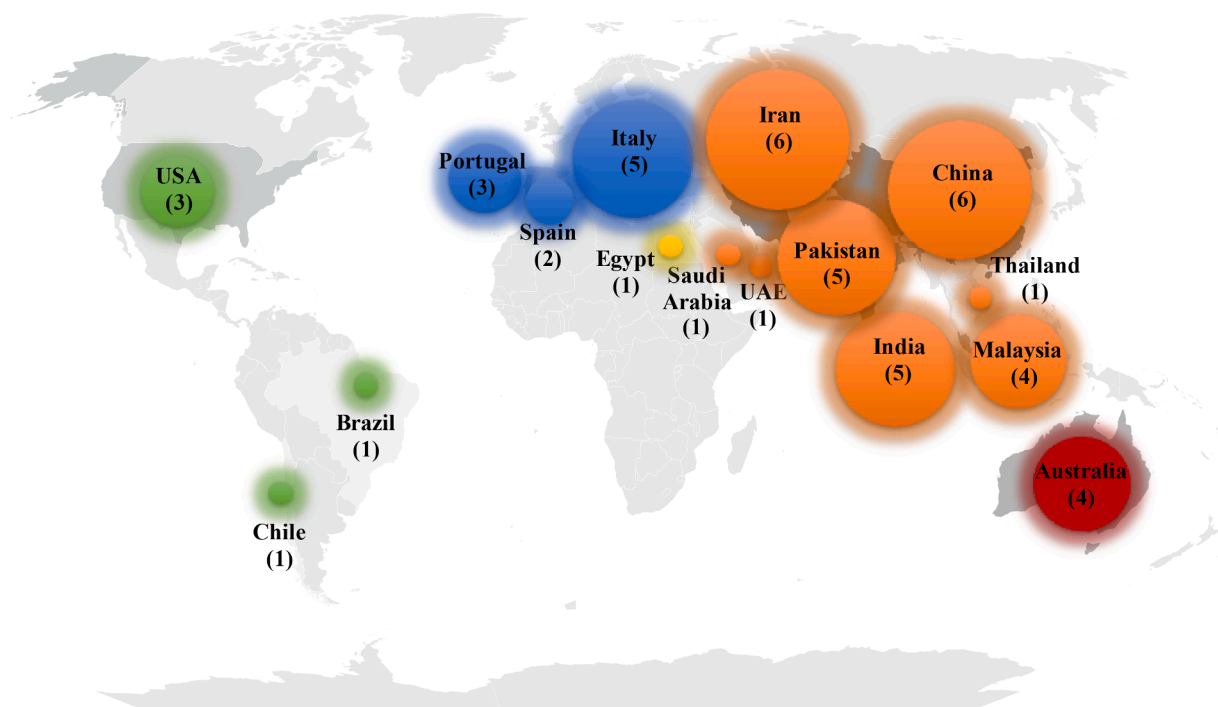 Iran
(6)
Italy
(5)
Portugal
(3)
USA
(3)
China
(6)
Spain
(2)
Egypt
(1)
Saudi
Arabia
(1)
UAE
(1)
Pakistan
(5)
Thailand
(1)
India
(5)
Malaysia
(4)
Brazil
(1)
Australia
(4)
Chile
(1)